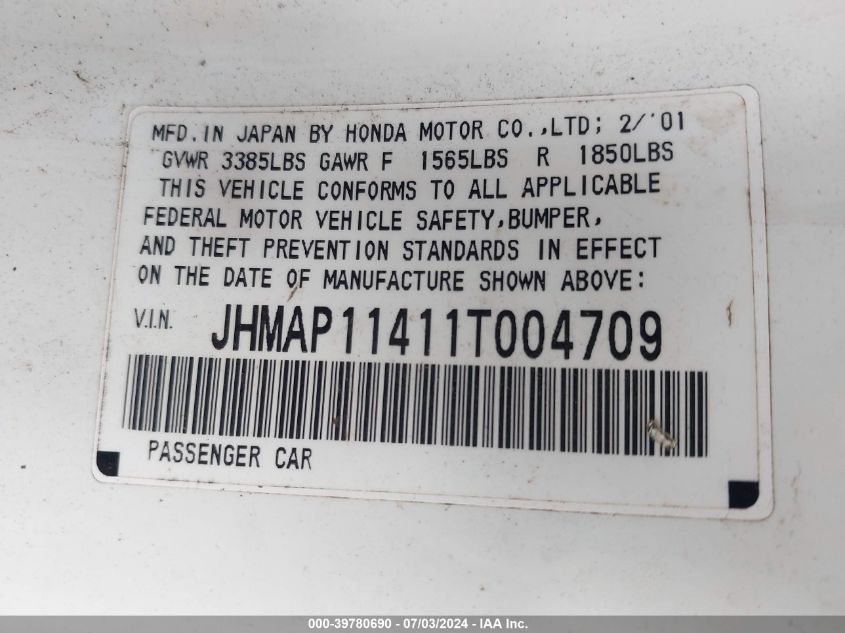 MFD. IN JAPAN BY HONDA MOTOR CO.,LTD; 2/'01
GVWR 3385LBS GAWR F 1565LBS R 1850LBS
THIS VEHICLE CONFORMS TO ALL APPLICABLE
FEDERAL MOTOR VEHICLE SAFETY,BUMPER,
AND THEFT PREVENTION STANDARDS IN EFFECT
ON THE DATE OF MANUFACTURE SHOWN ABOVE:
V.I.N. JHMAP11411T004709
PASSENGER CAR
000-39780690 - 07/03/2024 - IAA Inc.